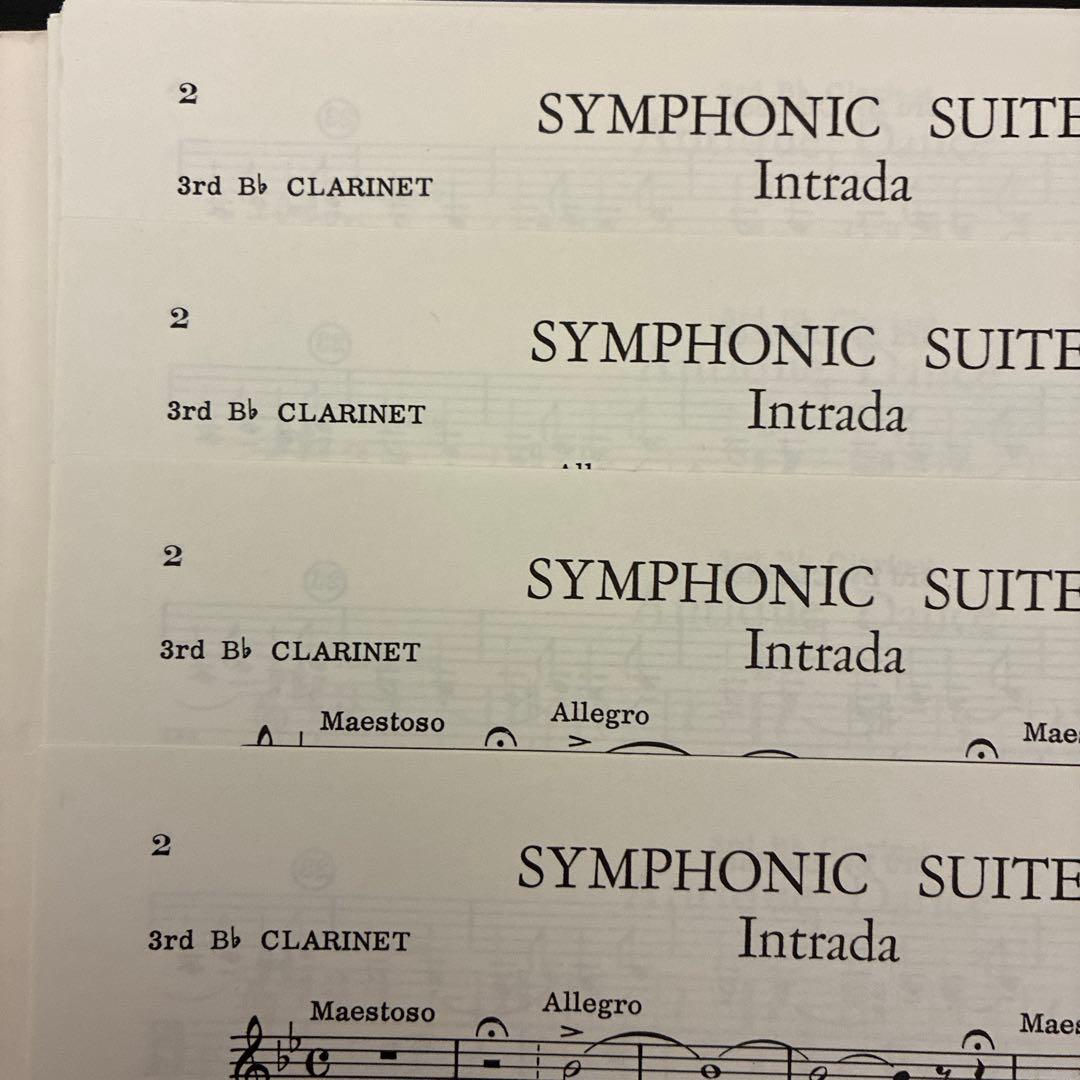 2
SYMPHONIC SUITE
Intrada
3rd B♭ CLARINET
2
SYMPHONIC SUITE
Intrada
3rd B♭ CLARINET
2
SYMPHONIC SUITE
Intrada
3rd B♭ CLARINET
Maestoso Allegro
2
SYMPHONIC SUITE
Intrada
3rd B♭ CLARINET
Maestoso Allegro